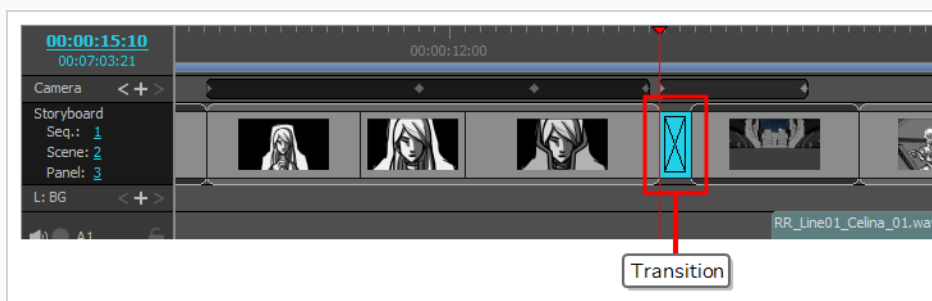 00:00:15:10
00:07:03:21
00:00:12:00
Camera < + >
Storyboard
Seq.: 1
Scene: 2
Panel: 3
L: BG < + >
A1
RR_Line01_Celina_01.wav
Transition